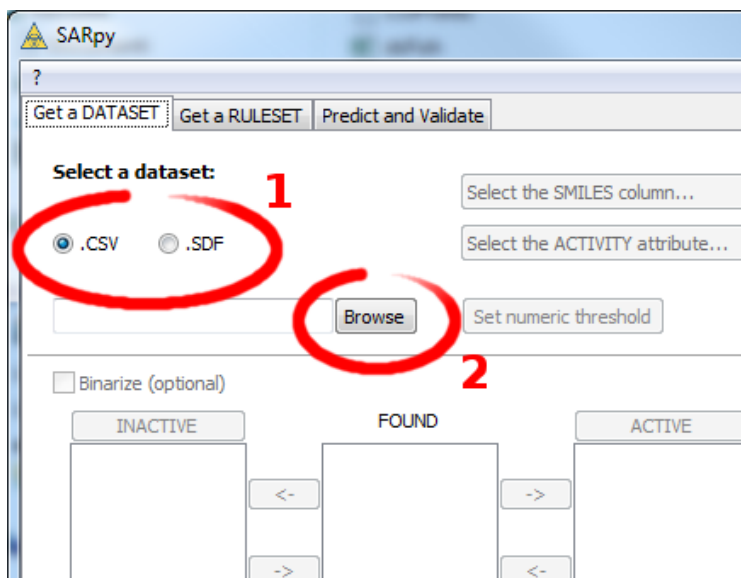 SARpy
?
Get a DATASET Get a RULESET Predict and Validate
Select a dataset: 1
Select the SMILES column...
.CSV .SDF Select the ACTIVITY attribute...
Browse Set numeric threshold
2
Binarize (optional)
INACTIVE FOUND ACTIVE
<- ->
-> <-